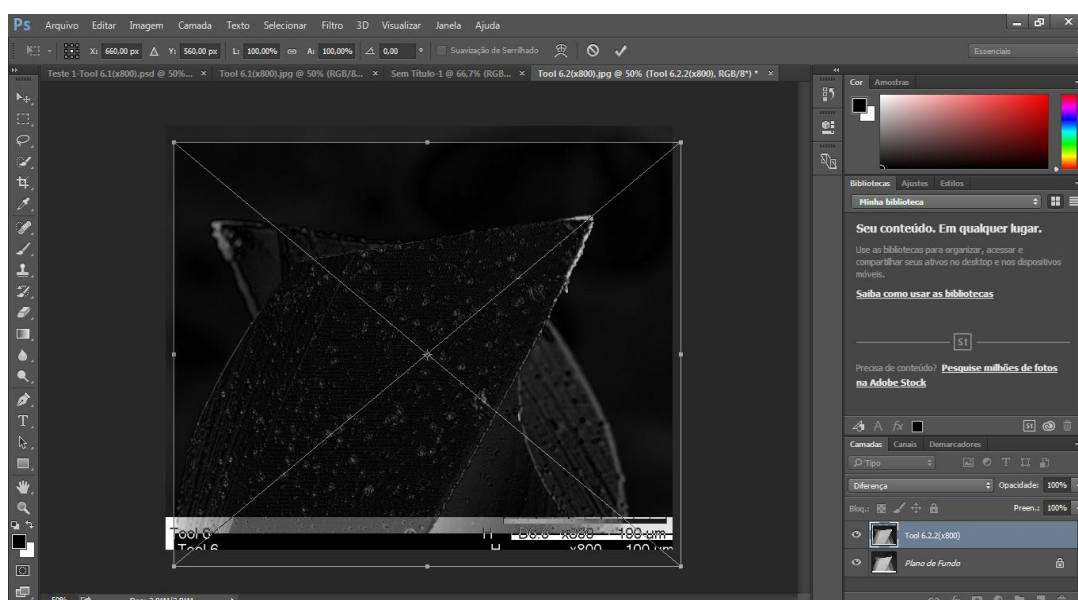 Ps Arquivo Editar Imagem Camada Texto Selecionar Filtro 3D Visualizar Janela Ajuda
X: 660,00 px Y: 560,00 px L: 100,00% A: 100,00% 0,00 ° Suavização de Serrilhado Essenciais
Teste 1-Tool 6.1(x800).psd @ 50%... × Tool 6.1(x800).jpg @ 50% (RGB/8... × Sem Título-1 @ 66,7% (RGB... × Tool 6.2(x800).jpg @ 50% (Tool 6.2.2(x800), RGB/8*) * ×
Cor Amostras
Bibliotecas Ajustes Estilos
Minha biblioteca
Seu conteúdo. Em qualquer lugar.
Use as bibliotecas para organizar, acessar e
compartilhar seus ativos no desktop e nos dispositivos
móveis.
Saiba como usar as bibliotecas
St
Precisa de conteúdo? Pesquise milhões de fotos
na Adobe Stock
Camadas Canais Demarcadores
Tipo
Diferença Opacidade: 100%
Bloq.: Preen.: 100%
Tool 6.2.2(x800)
Plano de Fundo
Tool 6 H x800 100 um
50%